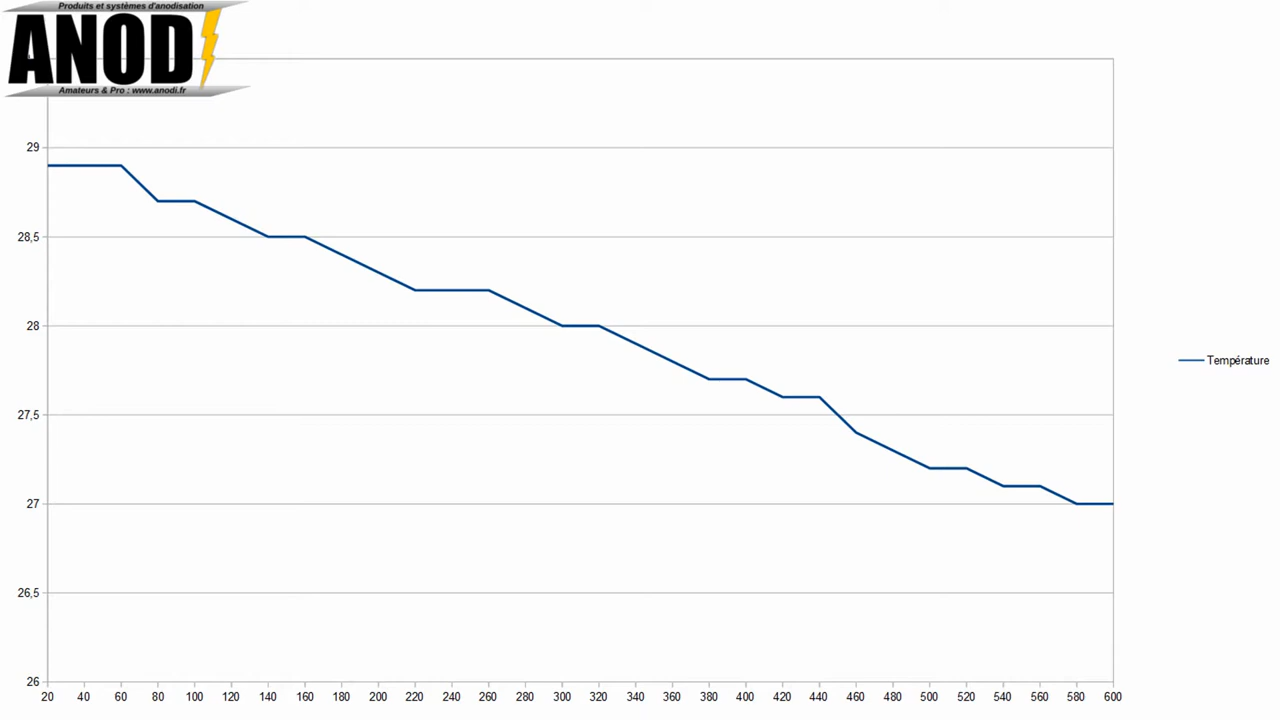 Produits et systèmes d'anodisation
ANODI
Amateurs & Pro : www.anodi.fr
29
28,5
28
27,5
27
26,5
26
Température
20 40 60 80 100 120 140 160 180 200 220 240 260 280 300 320 340 360 380 400 420 440 460 480 500 520 540 560 580 600